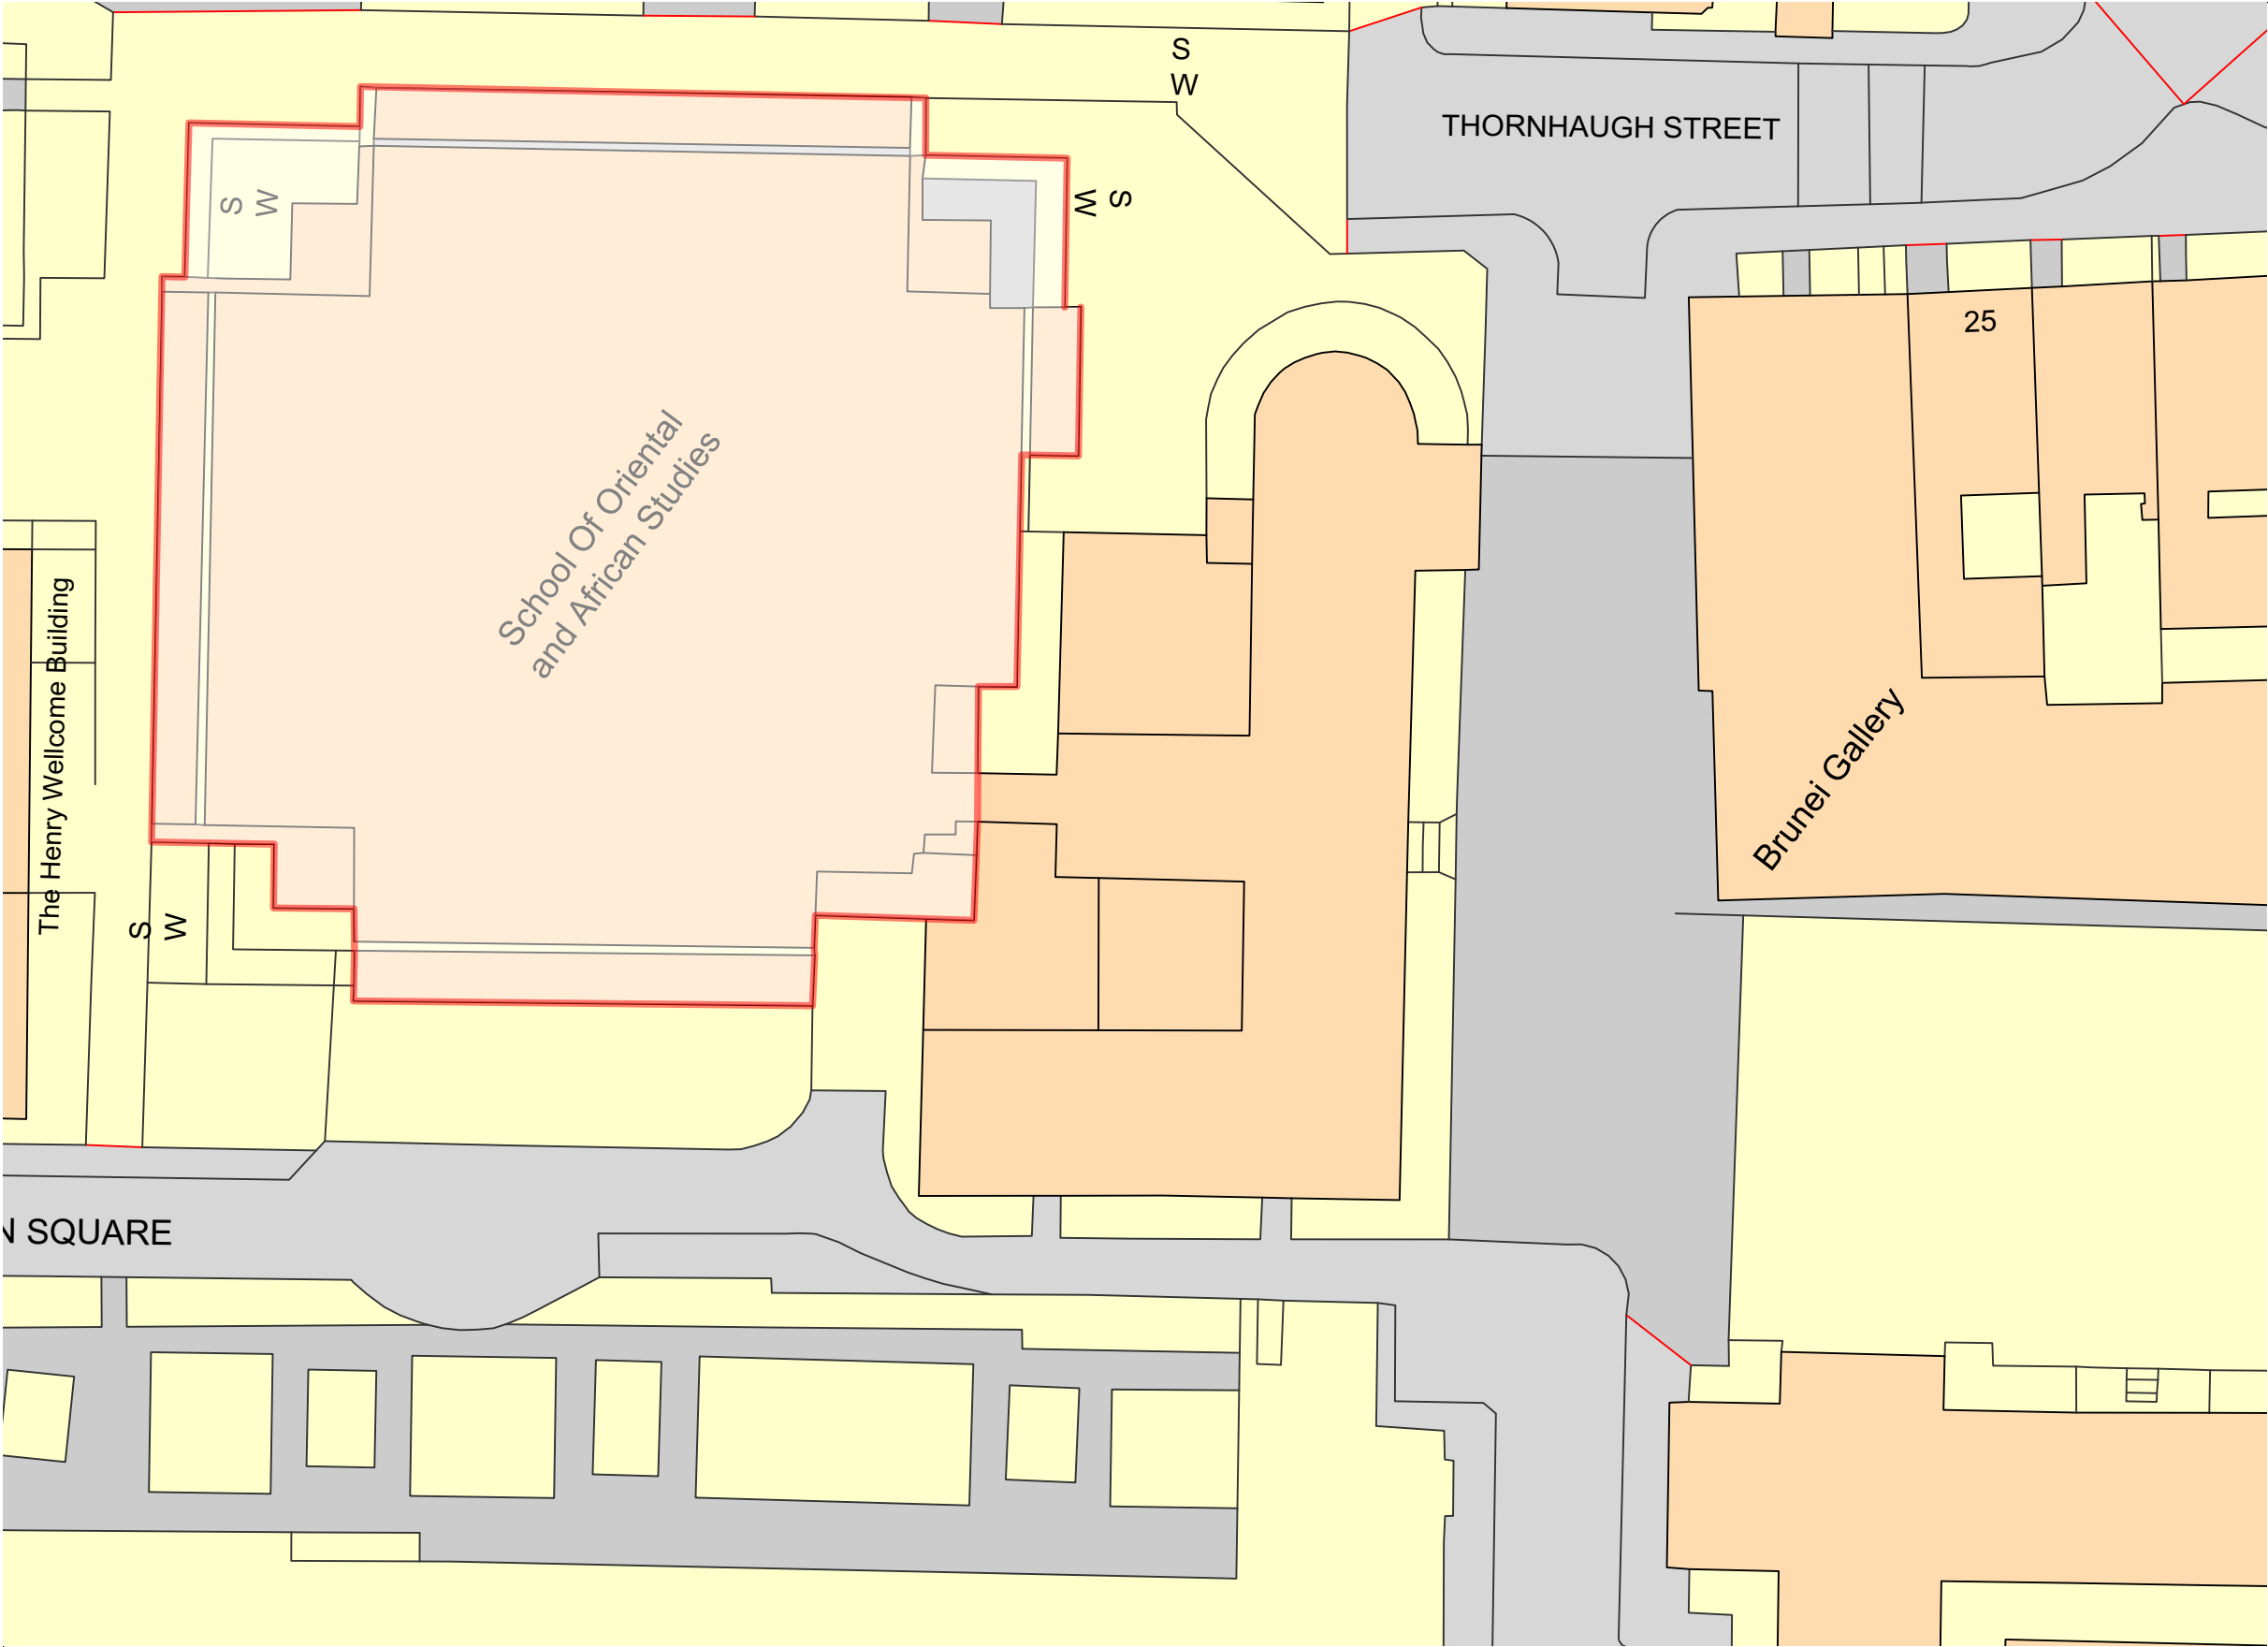 S
W
THORNHAUGH STREET
S
W
S
W
25
School Of Oriental
and African Studies
The Henry Wellcome Building
Brunei Gallery
S
W
N SQUARE